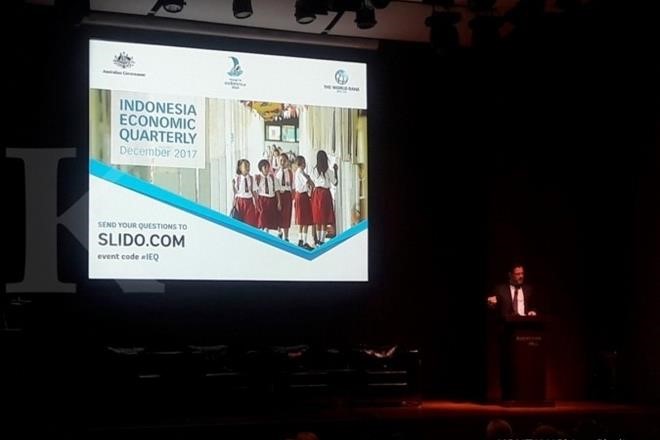 Australian Government
THE WORLD BANK
INDONESIA
ECONOMIC
QUARTERLY
December 2017
SEND YOUR QUESTIONS TO
SLIDO.COM
event code #IEQ
K